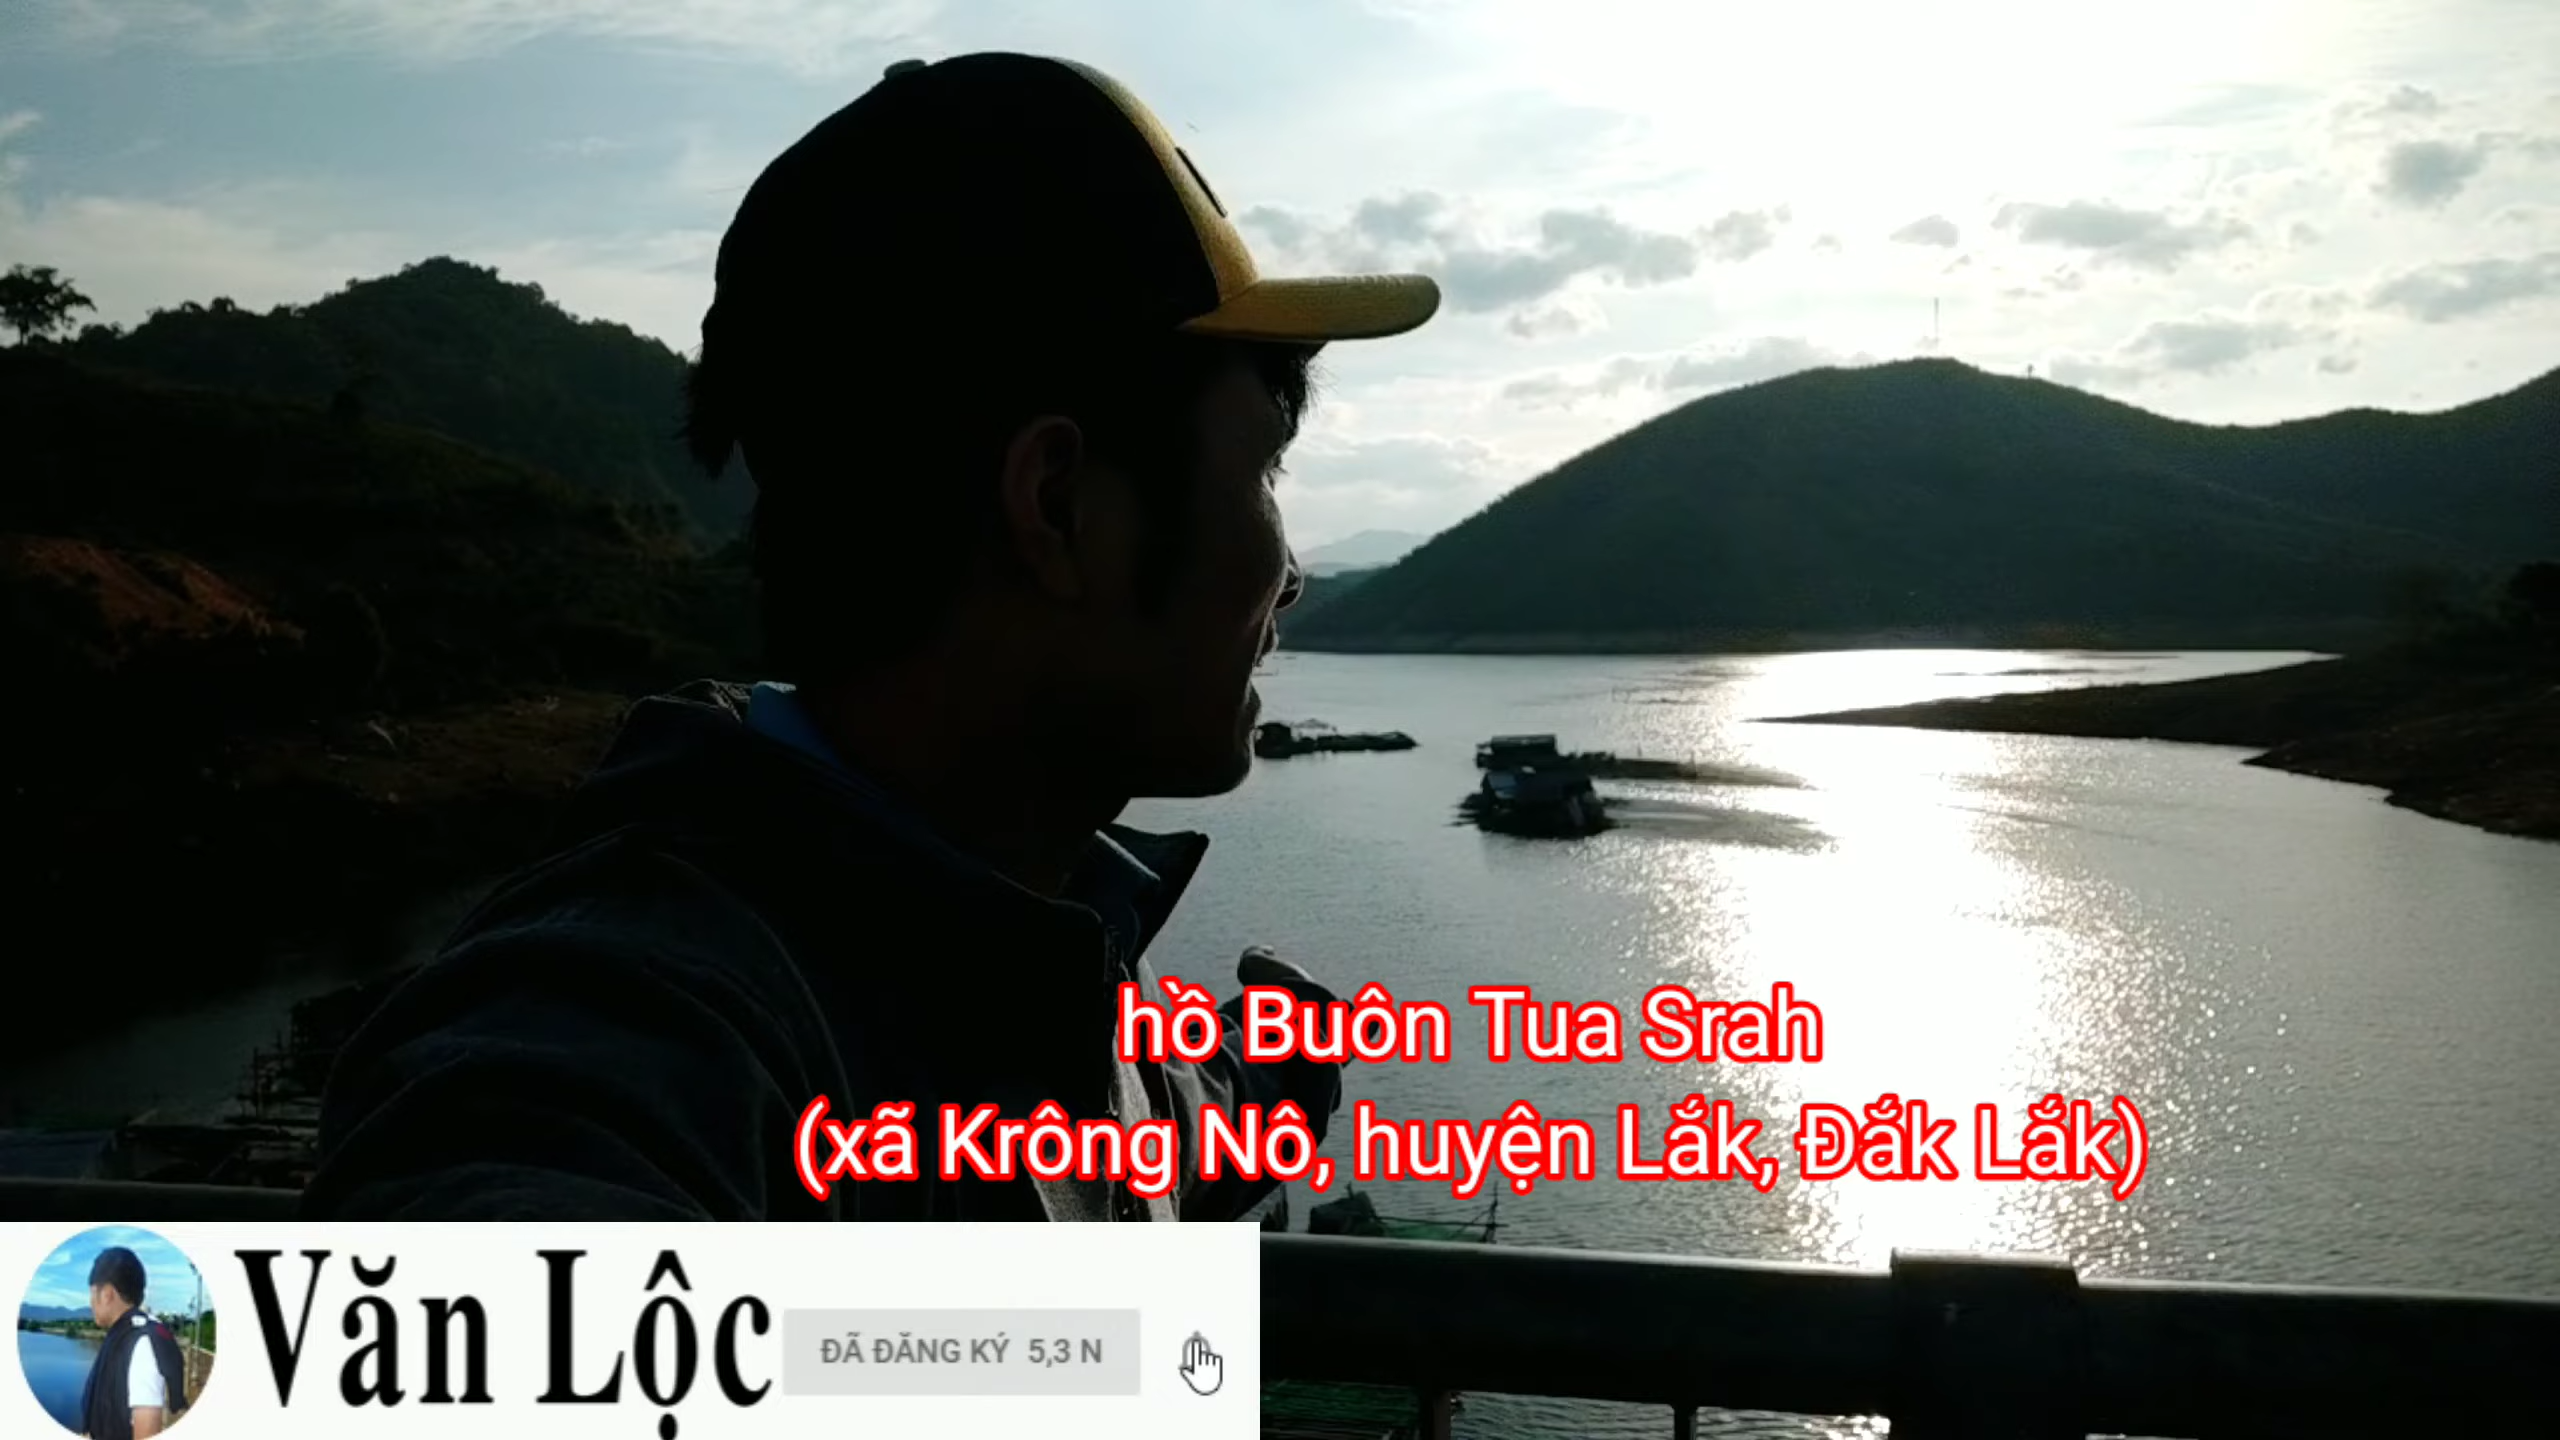 hồ Buôn Tua Srah
(xã Krông Nô, huyện Lắk, Đắk Lắk)
Văn Lộc
ĐÃ ĐĂNG KÝ 5,3 N